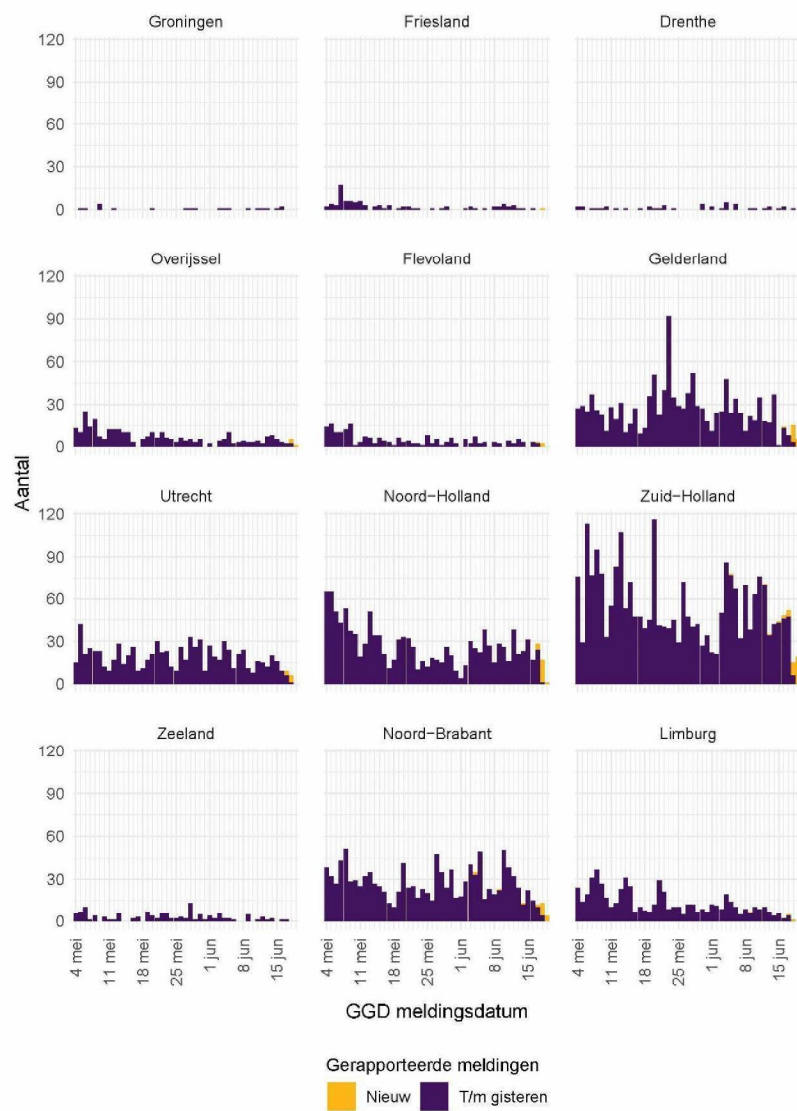 Groningen
Friesland
Drenthe
120
90
60
30
0
Overijssel
Flevoland
Gelderland
120
90
60
30
0
Aantal
Utrecht
Noord-Holland
Zuid-Holland
120
90
60
30
0
Zeeland
Noord-Brabant
Limburg
120
90
60
30
0
4 mei
11 mei
18 mei
25 mei
1 jun
8 jun
15 jun
4 mei
11 mei
18 mei
25 mei
1 jun
8 jun
15 jun
4 mei
11 mei
18 mei
25 mei
1 jun
8 jun
15 jun
GGD meldingsdatum
Gerapporteerde meldingen
Nieuw
T/m gisteren